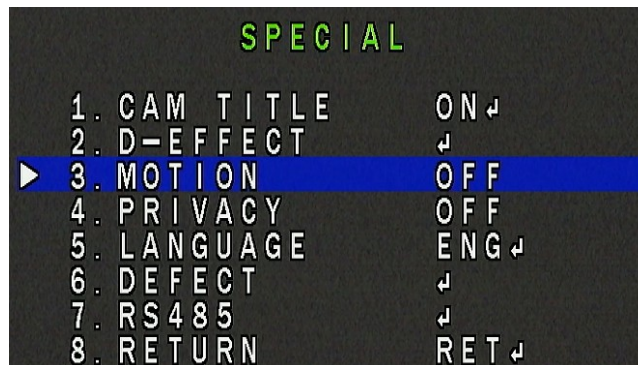 SPECIAL
1. CAM TITLE ON↲
2. D-EFFECT ↲
3. MOTION OFF
4. PRIVACY OFF
5. LANGUAGE ENG↲
6. DEFECT ↲
7. RS485 ↲
8. RETURN RET↲